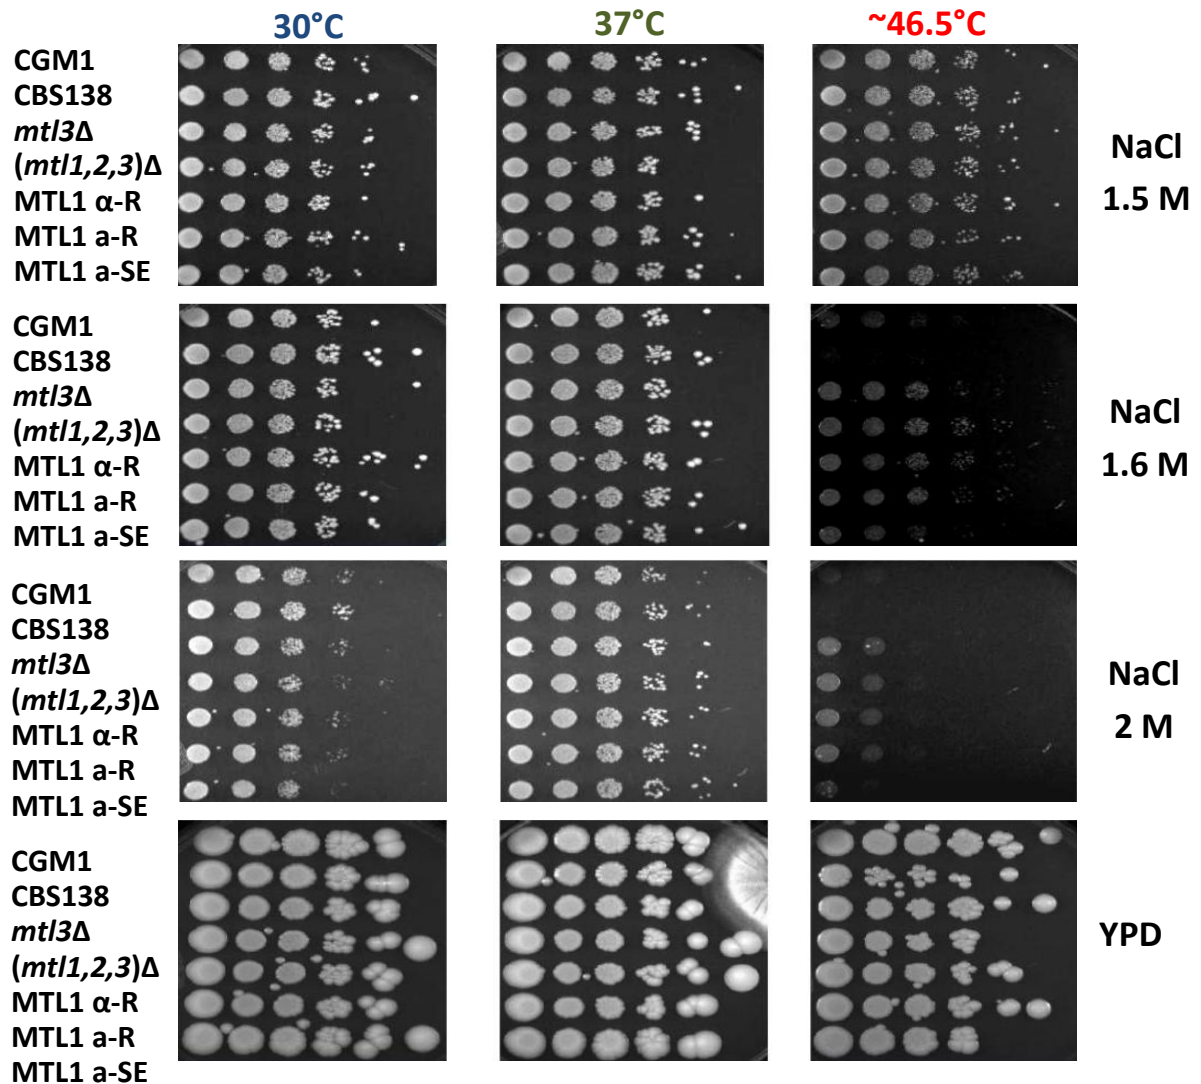 30°C 37°C ~46.5°C
CGM1
CBS138
mtl3Δ
(mtl1,2,3)Δ
MTL1 α-R
MTL1 a-R
MTL1 a-SE
NaCl
1.5 M
CGM1
CBS138
mtl3Δ
(mtl1,2,3)Δ
MTL1 α-R
MTL1 a-R
MTL1 a-SE
NaCl
1.6 M
CGM1
CBS138
mtl3Δ
(mtl1,2,3)Δ
MTL1 α-R
MTL1 a-R
MTL1 a-SE
NaCl
2 M
CGM1
CBS138
mtl3Δ
(mtl1,2,3)Δ
MTL1 α-R
MTL1 a-R
MTL1 a-SE
YPD